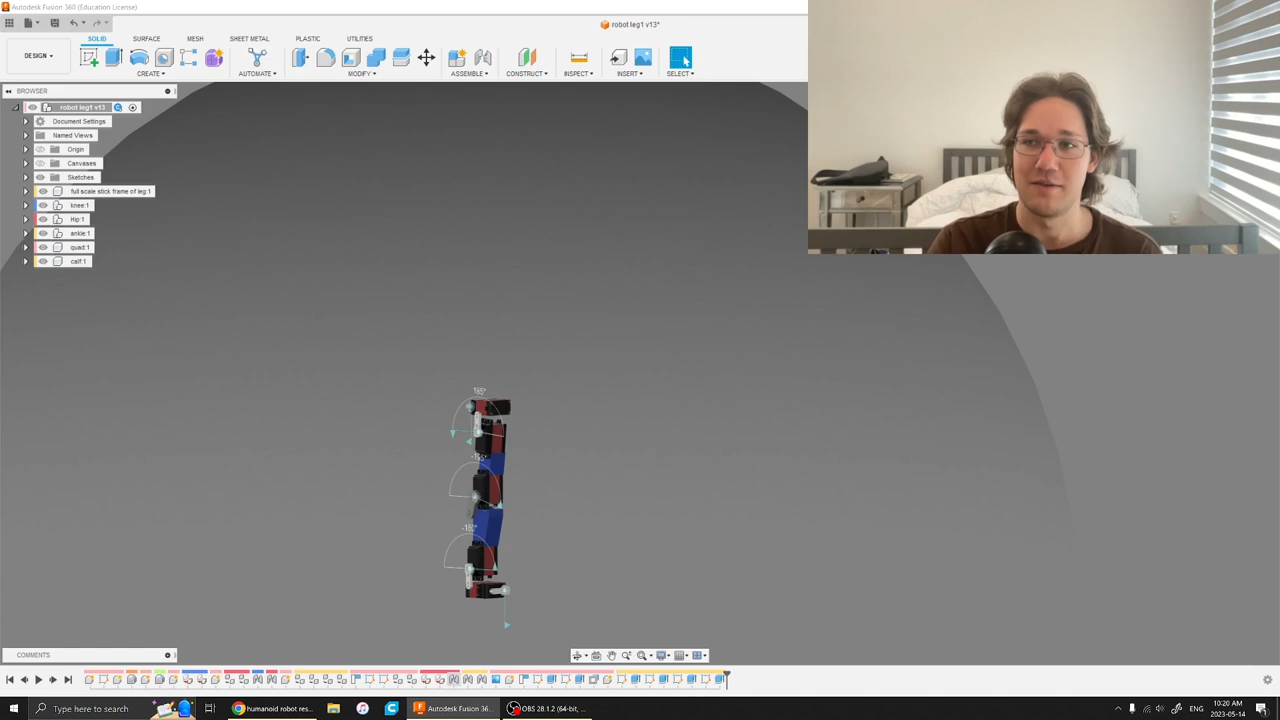 Autodesk Fusion 360 (Education License)
robot leg1 v13*
SOLID SURFACE MESH SHEET METAL PLASTIC UTILITIES
DESIGN
CREATE AUTOMATE MODIFY ASSEMBLE CONSTRUCT INSPECT INSERT SELECT
BROWSER
robot leg1 v13
Document Settings
Named Views
Origin
Canvases
Sketches
full scale stick frame of leg:1
knee:1
Hip:1
ankle:1
quad:1
calf:1
COMMENTS
Type here to search
humanoid robot res...
Autodesk Fusion 36...
OBS 28.1.2 (64-bit, ...
ENG
10:20 AM
2023-05-14